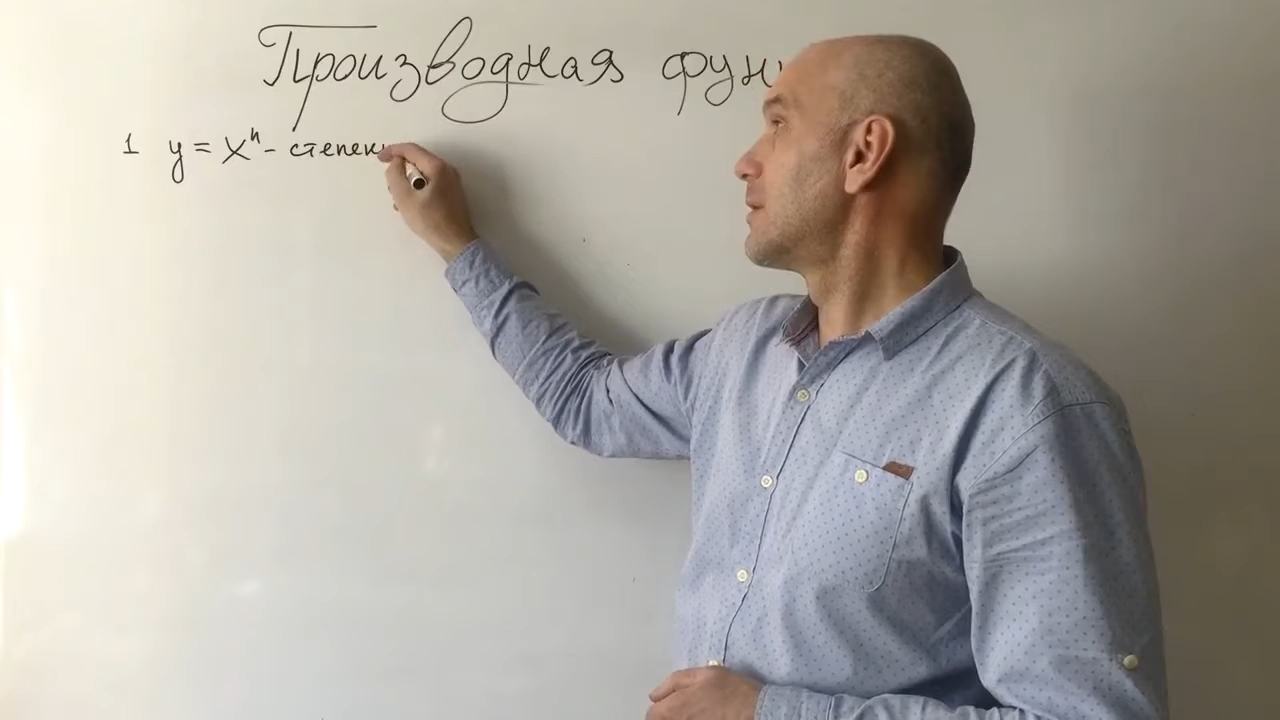 Производная фун
1 y = xⁿ - степен